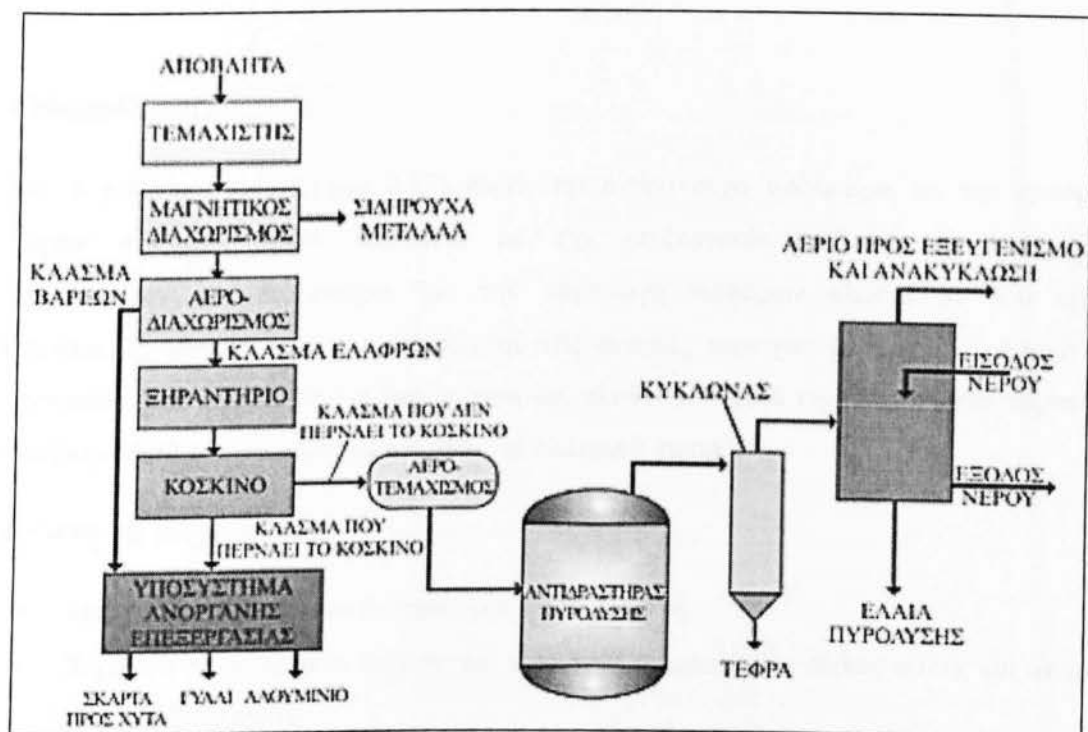 ΑΠΟΒΛΗΤΑ
ΤΕΜΑΧΙΣΤΗΣ
ΜΑΓΝΗΤΙΚΟΣ
ΔΙΑΧΩΡΙΣΜΟΣ
ΣΙΔΗΡΟΥΧΑ
ΜΕΤΑΛΛΑ
ΚΛΑΣΜΑ
ΒΑΡΕΩΝ
ΑΕΡΟ-
ΔΙΑΧΩΡΙΣΜΟΣ
ΚΛΑΣΜΑ ΕΛΑΦΡΩΝ
ΞΗΡΑΝΤΗΡΙΟ
ΚΛΑΣΜΑ ΠΟΥ ΔΕΝ
ΠΕΡΝΑΕΙ ΤΟ ΚΟΣΚΙΝΟ
ΚΟΣΚΙΝΟ
ΑΕΡΟ-
ΤΕΜΑΧΙΣΜΟΣ
ΚΛΑΣΜΑ ΠΟΥ
ΠΕΡΝΑΕΙ ΤΟ ΚΟΣΚΙΝΟ
ΥΠΟΣΥΣΤΗΜΑ
ΑΝΟΡΓΑΝΗΣ
ΕΠΕΞΕΡΓΑΣΙΑΣ
ΣΚΑΡΤΑ
ΠΡΟΣ ΧΥΤΑ
ΓΥΑΛΙ
ΑΛΟΥΜΙΝΙΟ
ΑΝΤΙΔΡΑΣΤΗΡΑΣ
ΠΥΡΟΛΥΣΗΣ
ΚΥΚΛΩΝΑΣ
ΤΕΦΡΑ
ΑΕΡΙΟ ΠΡΟΣ ΕΞΕΥΓΕΝΙΣΜΟ
ΚΑΙ ΑΝΑΚΥΚΛΩΣΗ
ΕΙΣΟΔΟΣ
ΝΕΡΟΥ
ΕΞΟΔΟΣ
ΝΕΡΟΥ
ΕΛΑΙΑ
ΠΥΡΟΛΥΣΗΣ